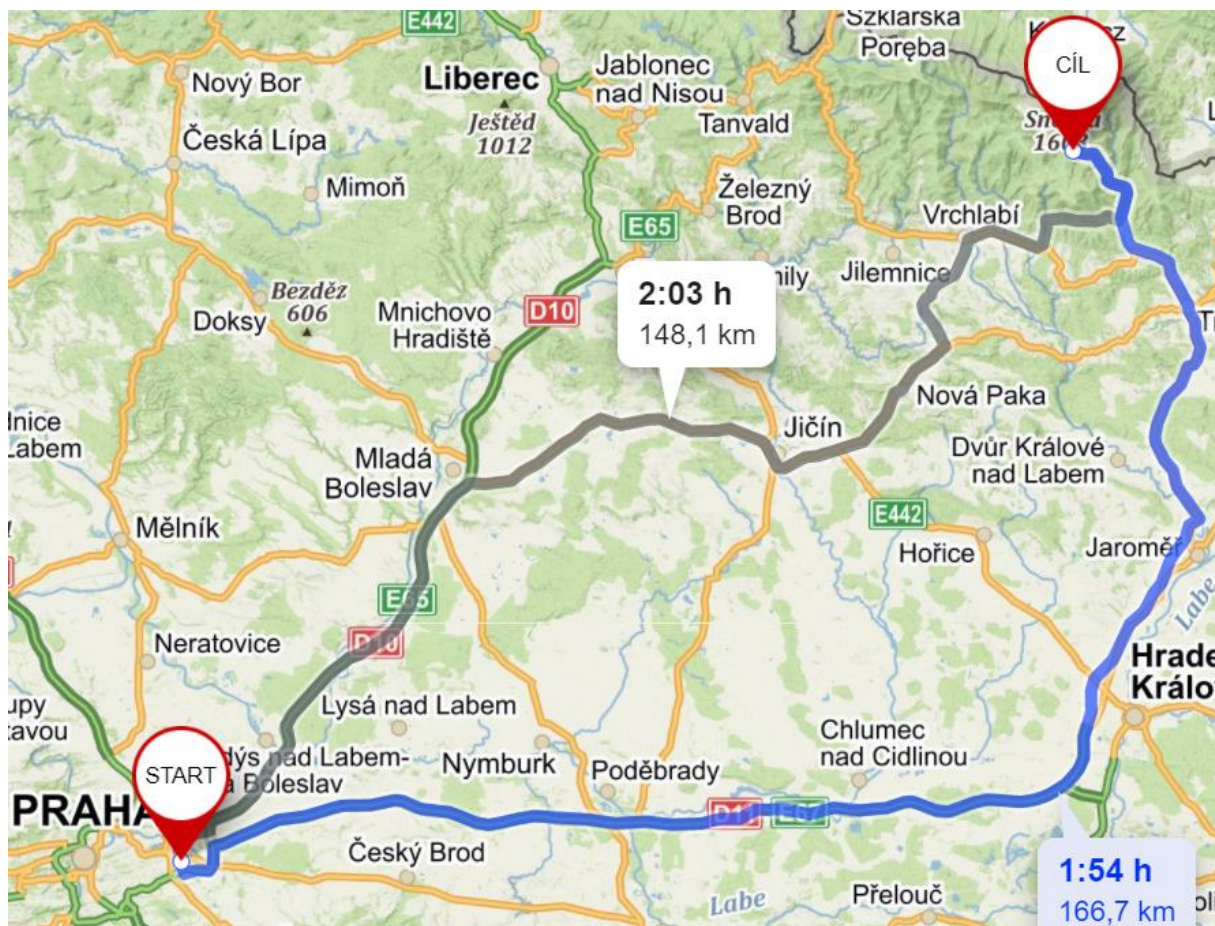 E442
Szklarska
Poręba
Nový Bor
Liberec
Jablonec
nad Nisou
CÍL
Ještěd
1012
Tanvald
Česká Lípa
Mimoň
Železný
Brod
E65
Vrchlabí
Jilemnice
2:03 h
148,1 km
Bezděz
606
Doksy
Mnichovo
Hradiště
D10
Nová Paka
Jičín
Dvůr Králové
nad Labem
Mladá
Boleslav
Mělník
E442
Hořice
Jaroměř
E65
Labe
D10
Neratovice
Lysá nad Labem
Chlumec
nad Cidlinou
Nymburk
Poděbrady
START
PRAHA
D11
E67
Český Brod
1:54 h
166,7 km
Labe
Přelouč